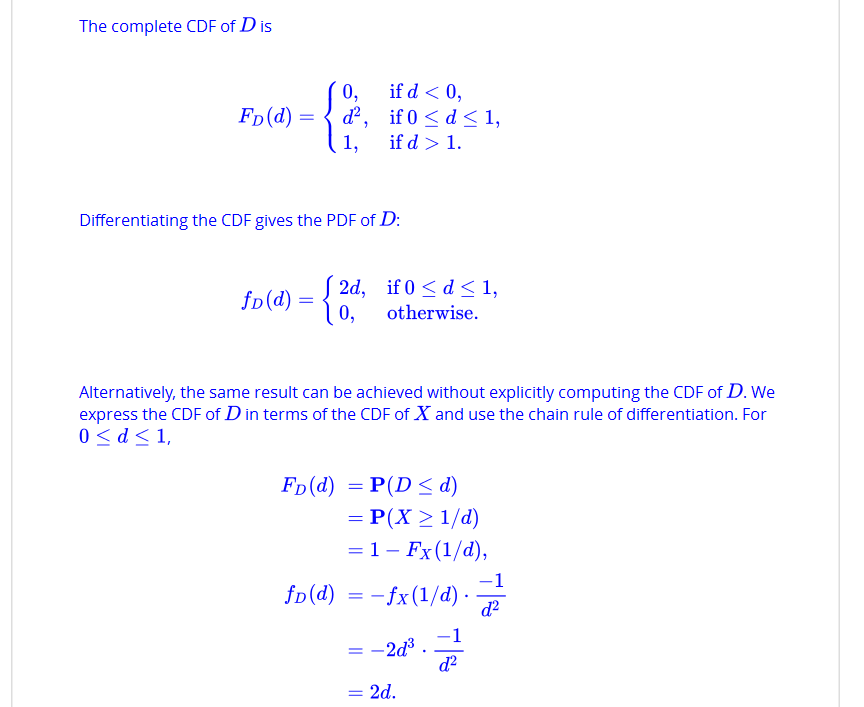 The complete CDF of D is
F_D(d) = { 0, if d < 0,
d², if 0 ≤ d ≤ 1,
1, if d > 1.
Differentiating the CDF gives the PDF of D:
f_D(d) = { 2d, if 0 ≤ d ≤ 1,
0, otherwise.
Alternatively, the same result can be achieved without explicitly computing the CDF of D. We
express the CDF of D in terms of the CDF of X and use the chain rule of differentiation. For
0 ≤ d ≤ 1,
F_D(d) = P(D ≤ d)
= P(X ≥ 1/d)
= 1 − F_X(1/d),
f_D(d) = −f_X(1/d) · −1/d²
= −2d³ · −1/d²
= 2d.